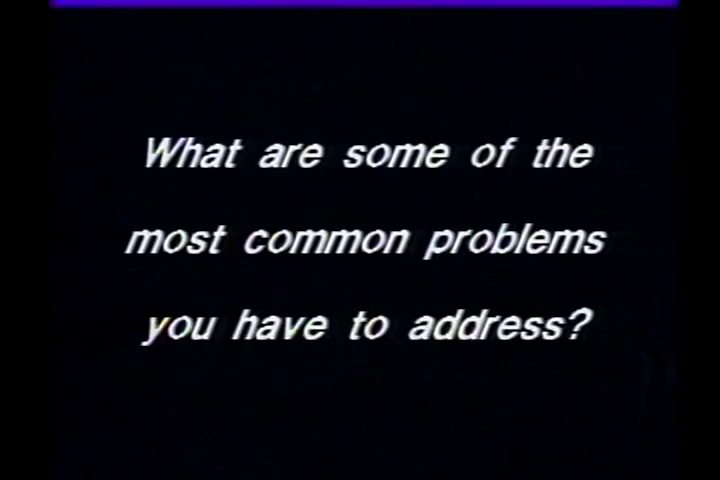 What are some of the
most common problems
you have to address?